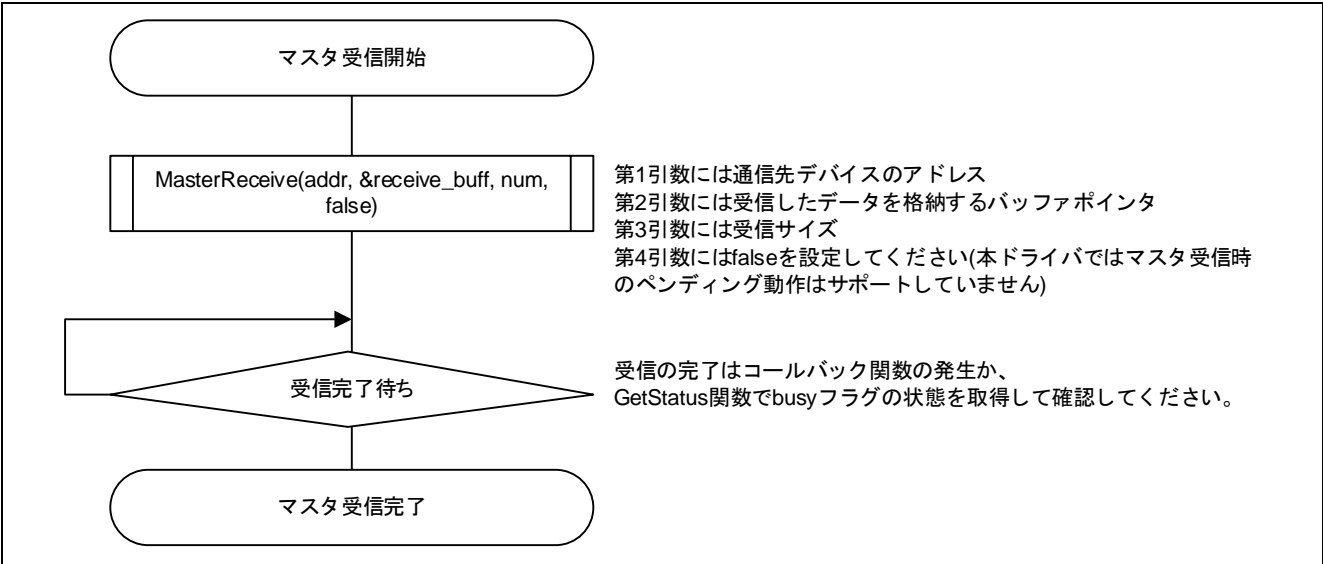 マスタ受信開始
MasterReceive(addr, &receive_buff, num,
false)
第1引数には通信先デバイスのアドレス
第2引数には受信したデータを格納するバッファポインタ
第3引数には受信サイズ
第4引数にはfalseを設定してください(本ドライバではマスタ受信時
のペンディング動作はサポートしていません)
受信完了待ち
受信の完了はコールバック関数の発生か、
GetStatus関数でbusyフラグの状態を取得して確認してください。
マスタ受信完了